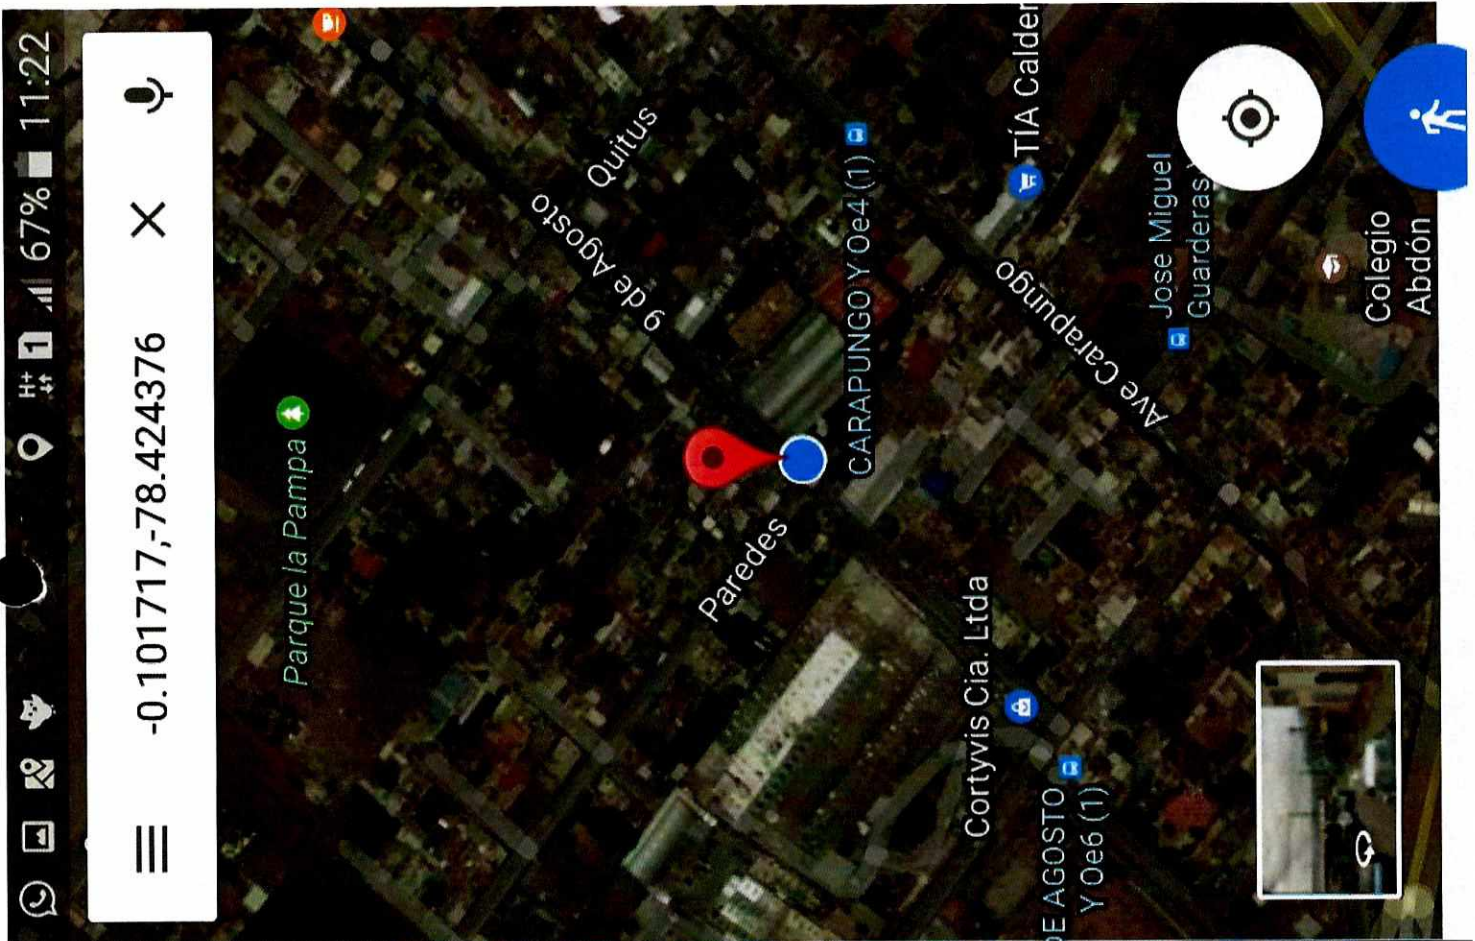 H+ 1 67% 11:22
-0.101717,-78.424376
Parque la Pampa
Quitus
9 de Agosto
Paredes
CARAPUNGO Y Oe4 (1)
TÍA Calder
Ave Carapungo
Jose Miguel
Guarderas
Cortyvis Cia. Ltda
DE AGOSTO
Y Oe6 (1)
Colegio
Abdón